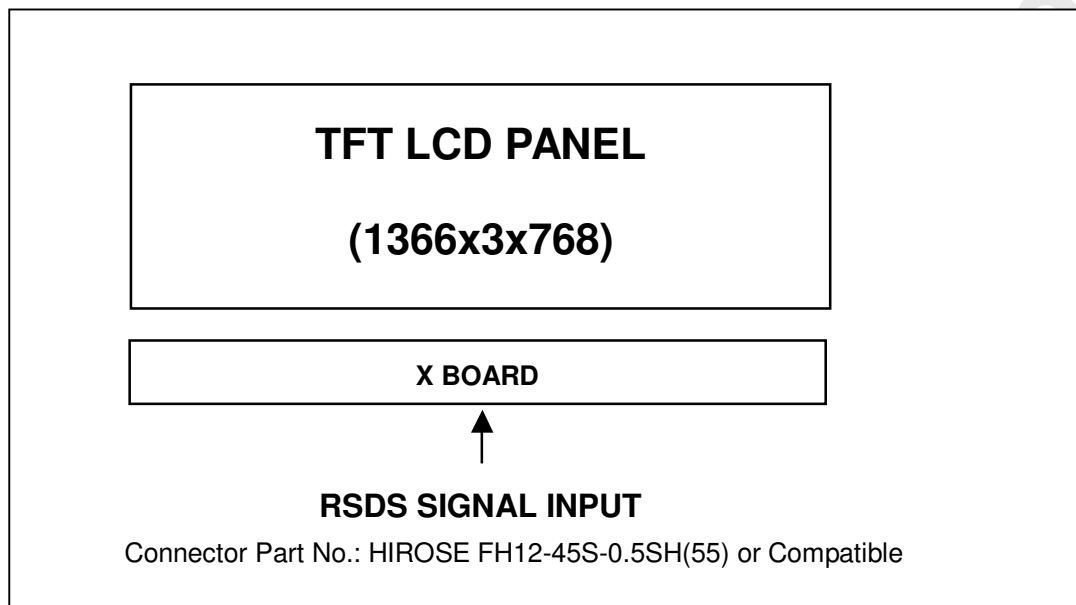 TFT LCD PANEL
(1366x3x768)
X BOARD
RSDS SIGNAL INPUT
Connector Part No.: HIROSE FH12-45S-0.5SH(55) or Compatible